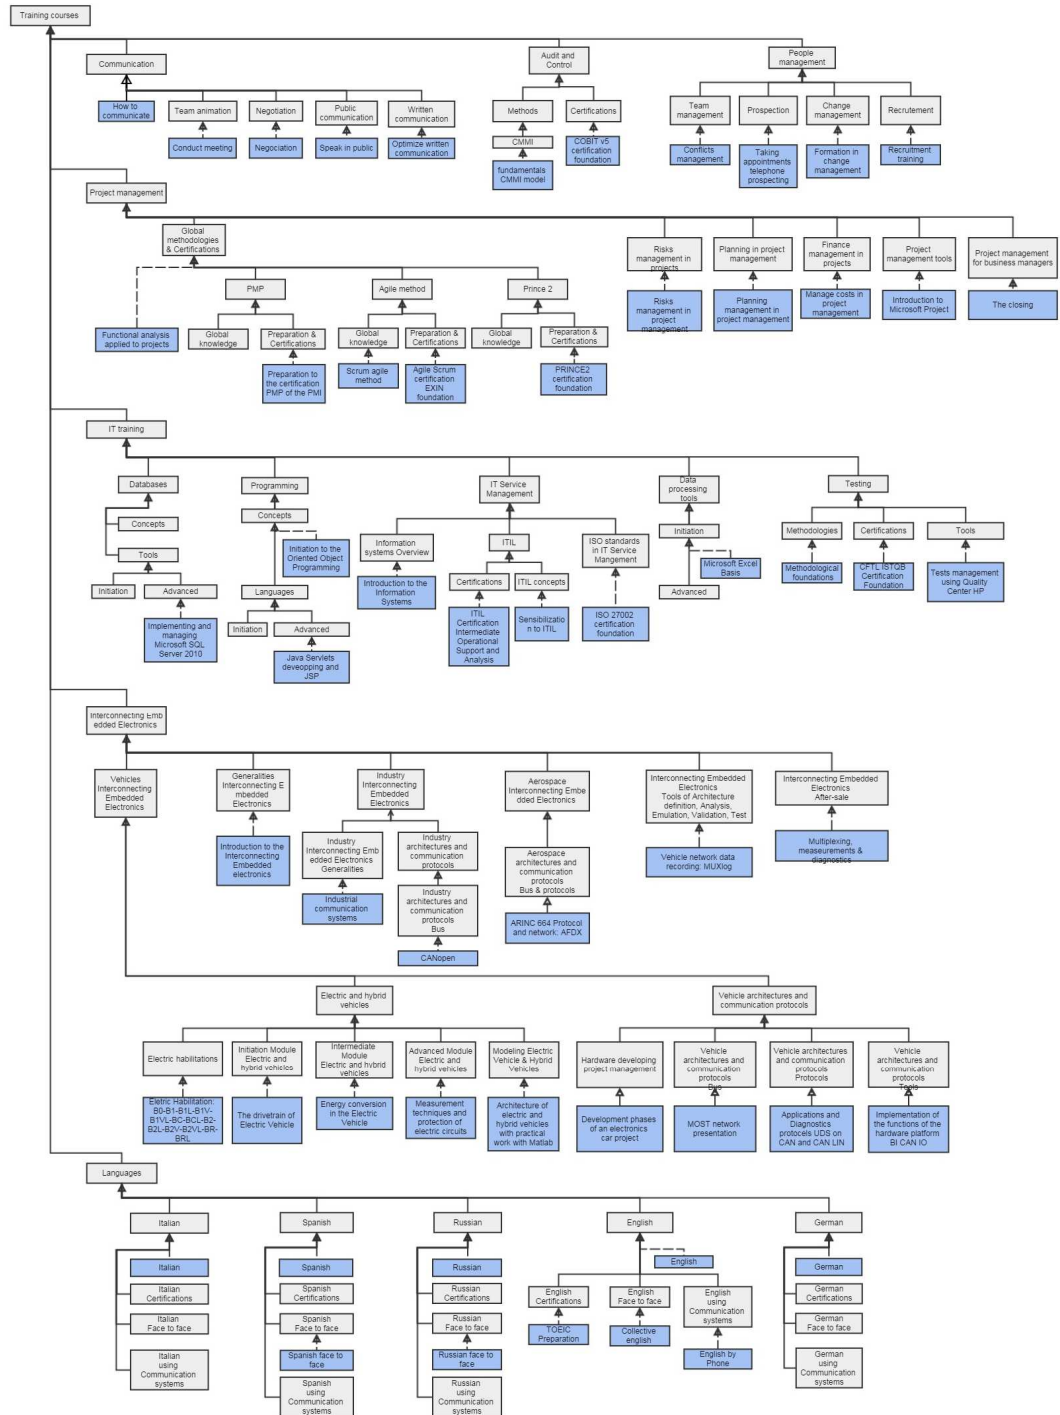 Training courses
Communication
Audit and
Control
People
management
How to
communicate
Team animation
Negotiation
Public
communication
Written
communication
Methods
Certifications
Team
management
Prospection
Change
management
Recrutement
Conduct meeting
Negociation
Speak in public
Optimize written
communication
CMMI
COBIT v5
certification
foundation
Conflicts
management
Taking
appointments
telephone
prospecting
Formation in
change
management
Recruitment
training
fundamentals
CMMI model
Project management
Global
methodologies
& Certifications
Risks
management in
projects
Planning in project
management
Finance
management
in projects
Project
management tools
Project management
for business managers
PMP
Agile method
Prince 2
Risks
management in
project
management
Planning
management in
project management
Manage costs in
project
management
Introduction to
Microsoft Project
The closing
Functional analysis
applied to projects
Global
knowledge
Preparation &
Certifications
Global
knowledge
Preparation &
Certifications
Global
knowledge
Preparation &
Certifications
Preparation to
the certification
PMP of the PMI
Scrum agile
method
Agile Scrum
certification
EXIN
foundation
PRINCE2
certification
foundation
IT training
Databases
Programming
IT Service
Management
Data
processing
tools
Testing
Concepts
Concepts
Information
systems Overview
ITIL
ISO standards
in IT Service
Mangement
Initiation
Methodologies
Certifications
Tools
Tools
Initiation to the
Oriented Object
Programming
Introduction to the
Information
Systems
Certifications
ITIL concepts
Microsoft Excel
Basis
Methodological
foundations
CFTL ISTQB
Certification
Foundation
Tests management
using Quality
Center HP
Initiation
Advanced
Languages
Advanced
Implementing and
managing
Microsoft SQL
Server 2010
Initiation
Advanced
ITIL
Certification
Intermediate
Operational
Support and
Analysis
Sensibilizatio
n to ITIL
ISO 27002
certification
foundation
Java Servlets
deveopping and
JSP
Interconnecting Emb
edded Electronics
Vehicles
Interconnecting
Embedded
Electronics
Generalities
Interconnecting E
mbedded
Electronics
Industry
Interconnecting
Embedded
Electronics
Aerospace
Interconnecting Embe
dded Electronics
Interconnecting Embedded
Electronics
Tools of Architecture
definition, Analysis,
Emulation, Validation, Test
Interconnecting Embedded
Electronics
After-sale
Introduction to the
Interconnecting
Embedded
electronics
Industry
Interconnecting Emb
edded Electronics
Generalities
Industry
architectures and
communication
protocols
Aerospace
architectures and
communication
protocols
Bus & protocols
Vehicle network data
recording: MUXlog
Multiplexing,
measeurements &
diagnostics
Industrial
communication
systems
Industry
architectures and
communication
protocols
Bus
ARINC 664 Protocol
and network: AFDX
CANopen
Electric and hybrid
vehicles
Vehicle architectures and
communication protocols
Electric habilitations
Initiation Module
Electric and
hybrid vehicles
Intermediate
Module
Electric and hybrid
vehicles
Advanced Module
Electric and
hybrid vehicles
Modeling Electric
Vehicle & Hybrid
Vehicles
Hardware developing
project management
Vehicle
architectures and
communication
protocols
Bus
Vehicle architectures
and communication
protocols
Protocols
Vehicle
architectures and
communication
protocols
Tools
Eletric Habilitation:
B0-B1-B1L-B1V-
B1VL-BC-BCL-B2-
B2L-B2V-B2VL-BR-
BRL
The drivetrain of
Electric Vehicle
Energy conversion
in the Electric
Vehicle
Measurement
techniques and
protection of
electric circuits
Architecture of
electric and
hybrid vehicles
with practical
work with Matlab
Development phases
of an electronics
car project
MOST network
presentation
Applications and
Diagnostics
protocels UDS on
CAN and CAN LIN
Implementation of
the functions of the
hardware platform
BI CAN IO
Languages
Italian
Spanish
Russian
English
German
Italian
Spanish
Russian
English
German
Italian
Certifications
Spanish
Certifications
Russian
Certifications
English
Certifications
English
Face to face
English
using
Communication
systems
German
Certifications
Italian
Face to face
Spanish
Face to face
Russian
Face to face
TOEIC
Preparation
Collective
english
German
Face to face
Italian
using
Communication
systems
Spanish face to
face
Russian face to
face
English by
Phone
German
using
Communication
systems
Spanish
using
Communication
systems
Russian
using
Communication
systems